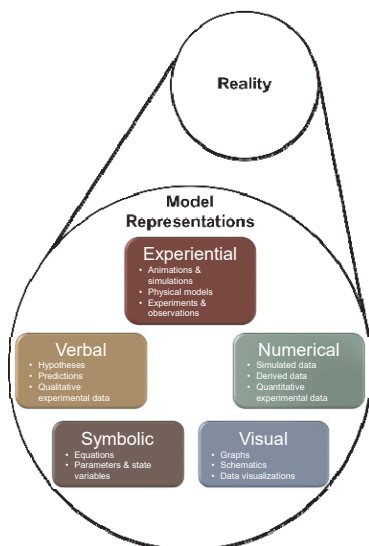 Reality
Model
Representations
Experiential
• Animations &
simulations
• Physical models
• Experiments &
observations
Verbal
• Hypotheses
• Predictions
• Qualitative
experimental data
Numerical
• Simulated data
• Derived data
• Quantitative
experimental data
Symbolic
• Equations
• Parameters & state
variables
Visual
• Graphs
• Schematics
• Data visualizations